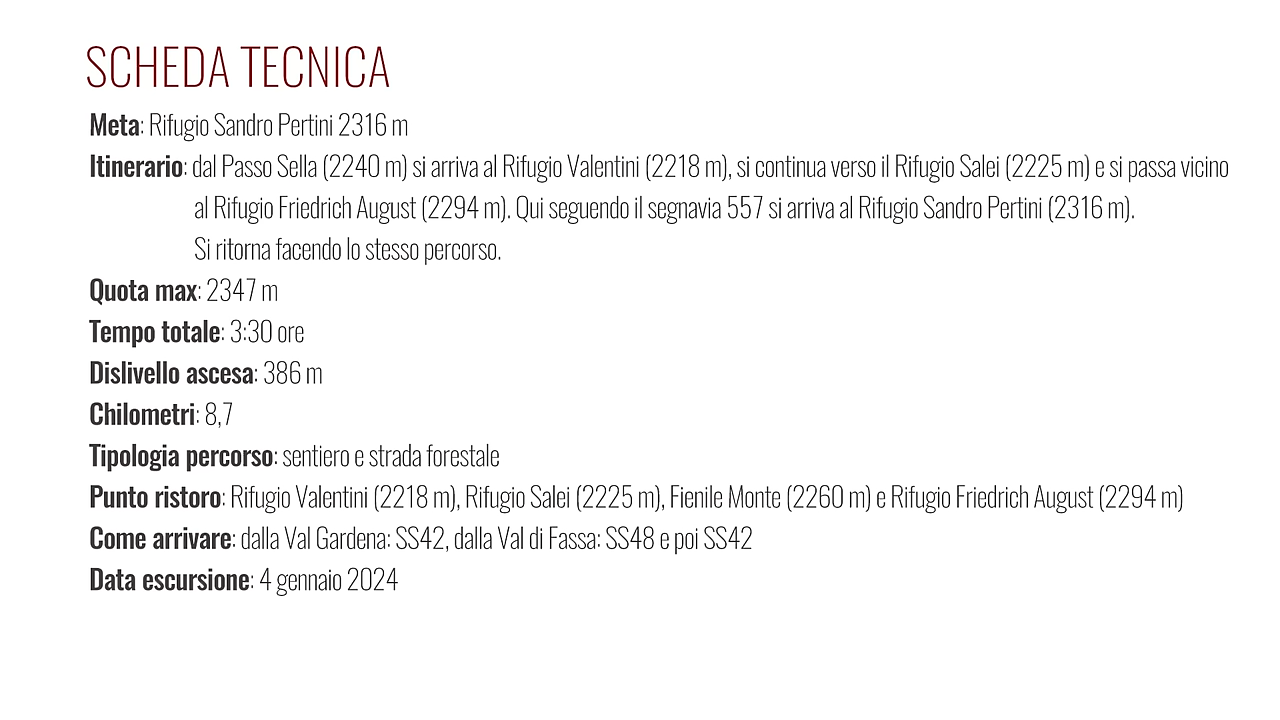 SCHEDA TECNICA
Meta: Rifugio Sandro Pertini 2316 m
Itinerario: dal Passo Sella (2240 m) si arriva al Rifugio Valentini (2218 m), si continua verso il Rifugio Salei (2225 m) e si passa vicino
al Rifugio Friedrich August (2294 m). Qui seguendo il segnavia 557 si arriva al Rifugio Sandro Pertini (2316 m).
Si ritorna facendo lo stesso percorso.
Quota max: 2347 m
Tempo totale: 3:30 ore
Dislivello ascesa: 386 m
Chilometri: 8,7
Tipologia percorso: sentiero e strada forestale
Punto ristoro: Rifugio Valentini (2218 m), Rifugio Salei (2225 m), Fienile Monte (2260 m) e Rifugio Friedrich August (2294 m)
Come arrivare: dalla Val Gardena: SS42, dalla Val di Fassa: SS48 e poi SS42
Data escursione: 4 gennaio 2024